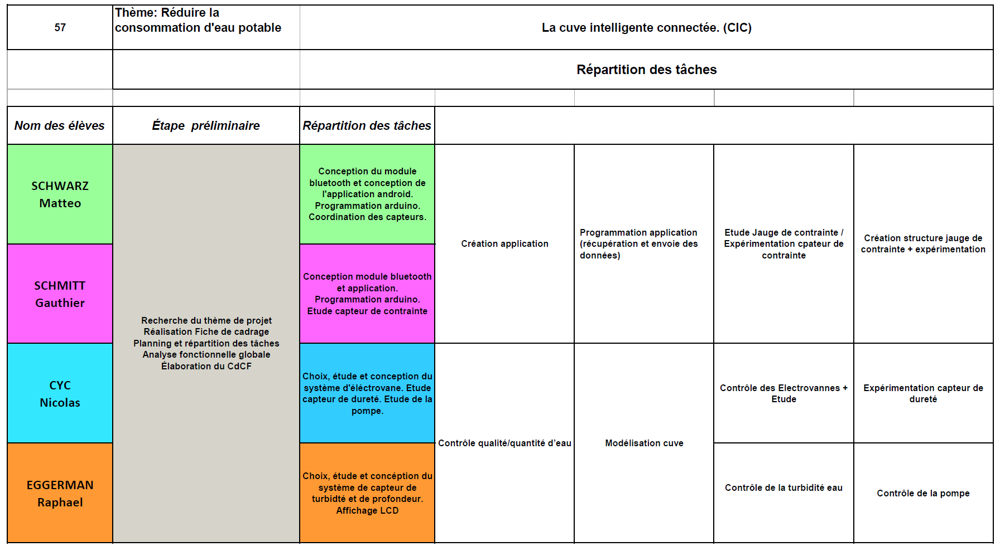 57
Thème: Réduire la
consommation d'eau potable
La cuve intelligente connectée. (CIC)
Répartition des tâches
Nom des élèves
Étape préliminaire
Répartition des tâches
SCHWARZ
Matteo
Conception du module
bluetooth et conception de
l'application android.
Programmation arduino.
Coordination des capteurs.
SCHMITT
Gauthier
Conception module bluetooth
et application.
Programmation arduino.
Etude capteur de contrainte
Création application
Programmation application
(récupération et envoie des
données)
Etude Jauge de contrainte /
Expérimentation cpateur de
contrainte
Création structure jauge de
contrainte + expérimentation
Recherche du thème de projet
Réalisation Fiche de cadrage
Planning et répartition des tâches
Analyse fonctionnelle globale
Élaboration du CdCF
CYC
Nicolas
Choix, étude et conception du
système d'éléctrovane. Etude
capteur de dureté. Etude de la
pompe.
Contrôle des Electrovannes +
Etude
Expérimentation capteur de
dureté
Contrôle qualité/quantité d’eau
Modélisation cuve
EGGERMAN
Raphael
Choix, étude et concéption du
système de capteur de
turbidté et de profondeur.
Affichage LCD
Contrôle de la turbidité eau
Contrôle de la pompe